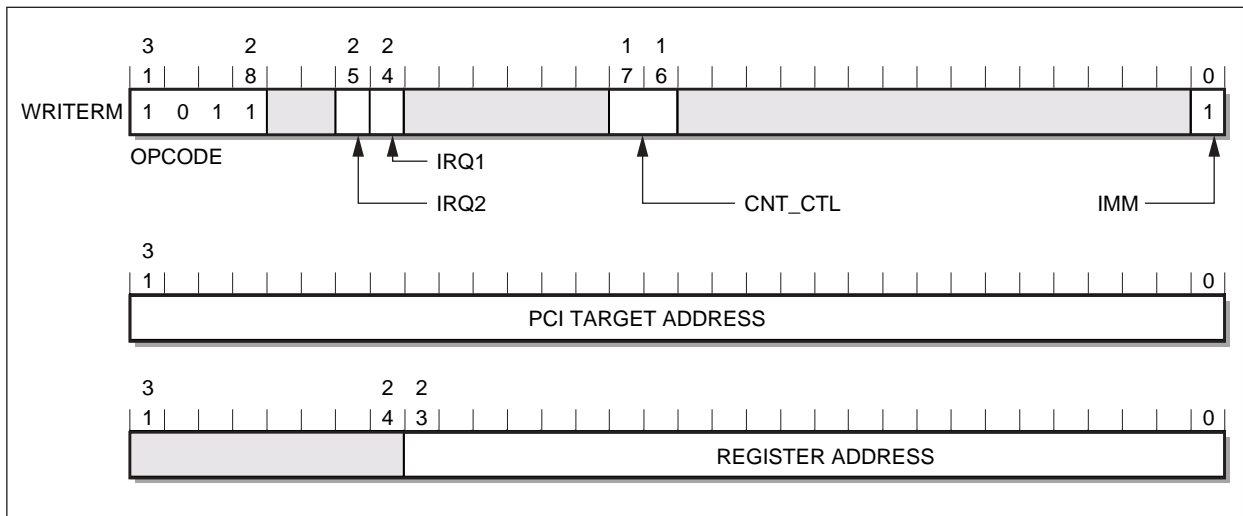 3 2 2 2 1 1
1 8 5 4 7 6 0
WRITERM 1 0 1 1 1
OPCODE
IRQ1
IRQ2 CNT_CTL IMM
3
1 0
PCI TARGET ADDRESS
3 2 2
1 4 3 0
REGISTER ADDRESS